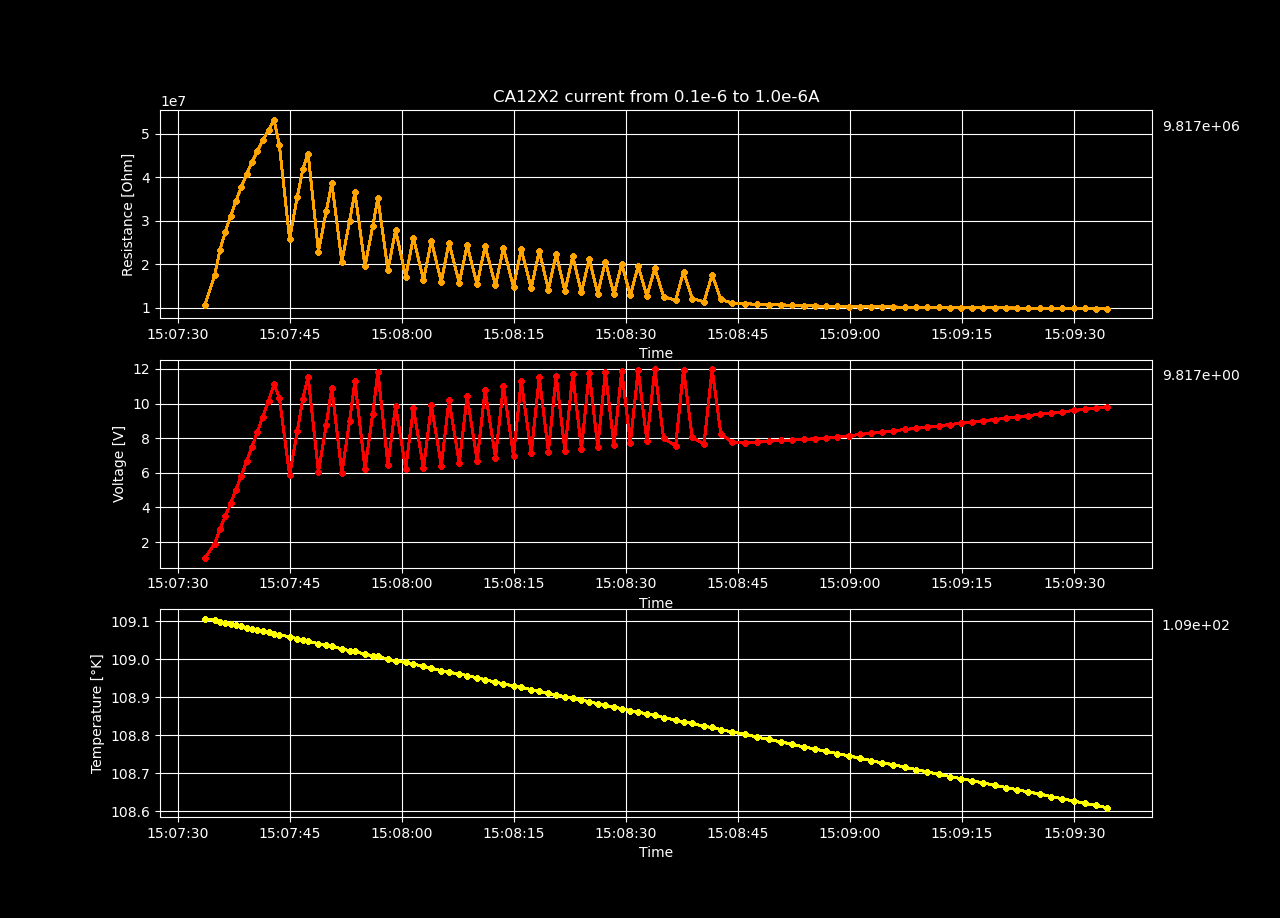 CA12X2 current from 0.1e-6 to 1.0e-6A
1e7
9.817e+06
Resistance [Ohm]
5
4
3
2
1
15:07:30 15:07:45 15:08:00 15:08:15 15:08:30 15:08:45 15:09:00 15:09:15 15:09:30
Time
9.817e+00
Voltage [V]
12
10
8
6
4
2
15:07:30 15:07:45 15:08:00 15:08:15 15:08:30 15:08:45 15:09:00 15:09:15 15:09:30
Time
1.09e+02
Temperature [°K]
109.1
109.0
108.9
108.8
108.7
108.6
15:07:30 15:07:45 15:08:00 15:08:15 15:08:30 15:08:45 15:09:00 15:09:15 15:09:30
Time